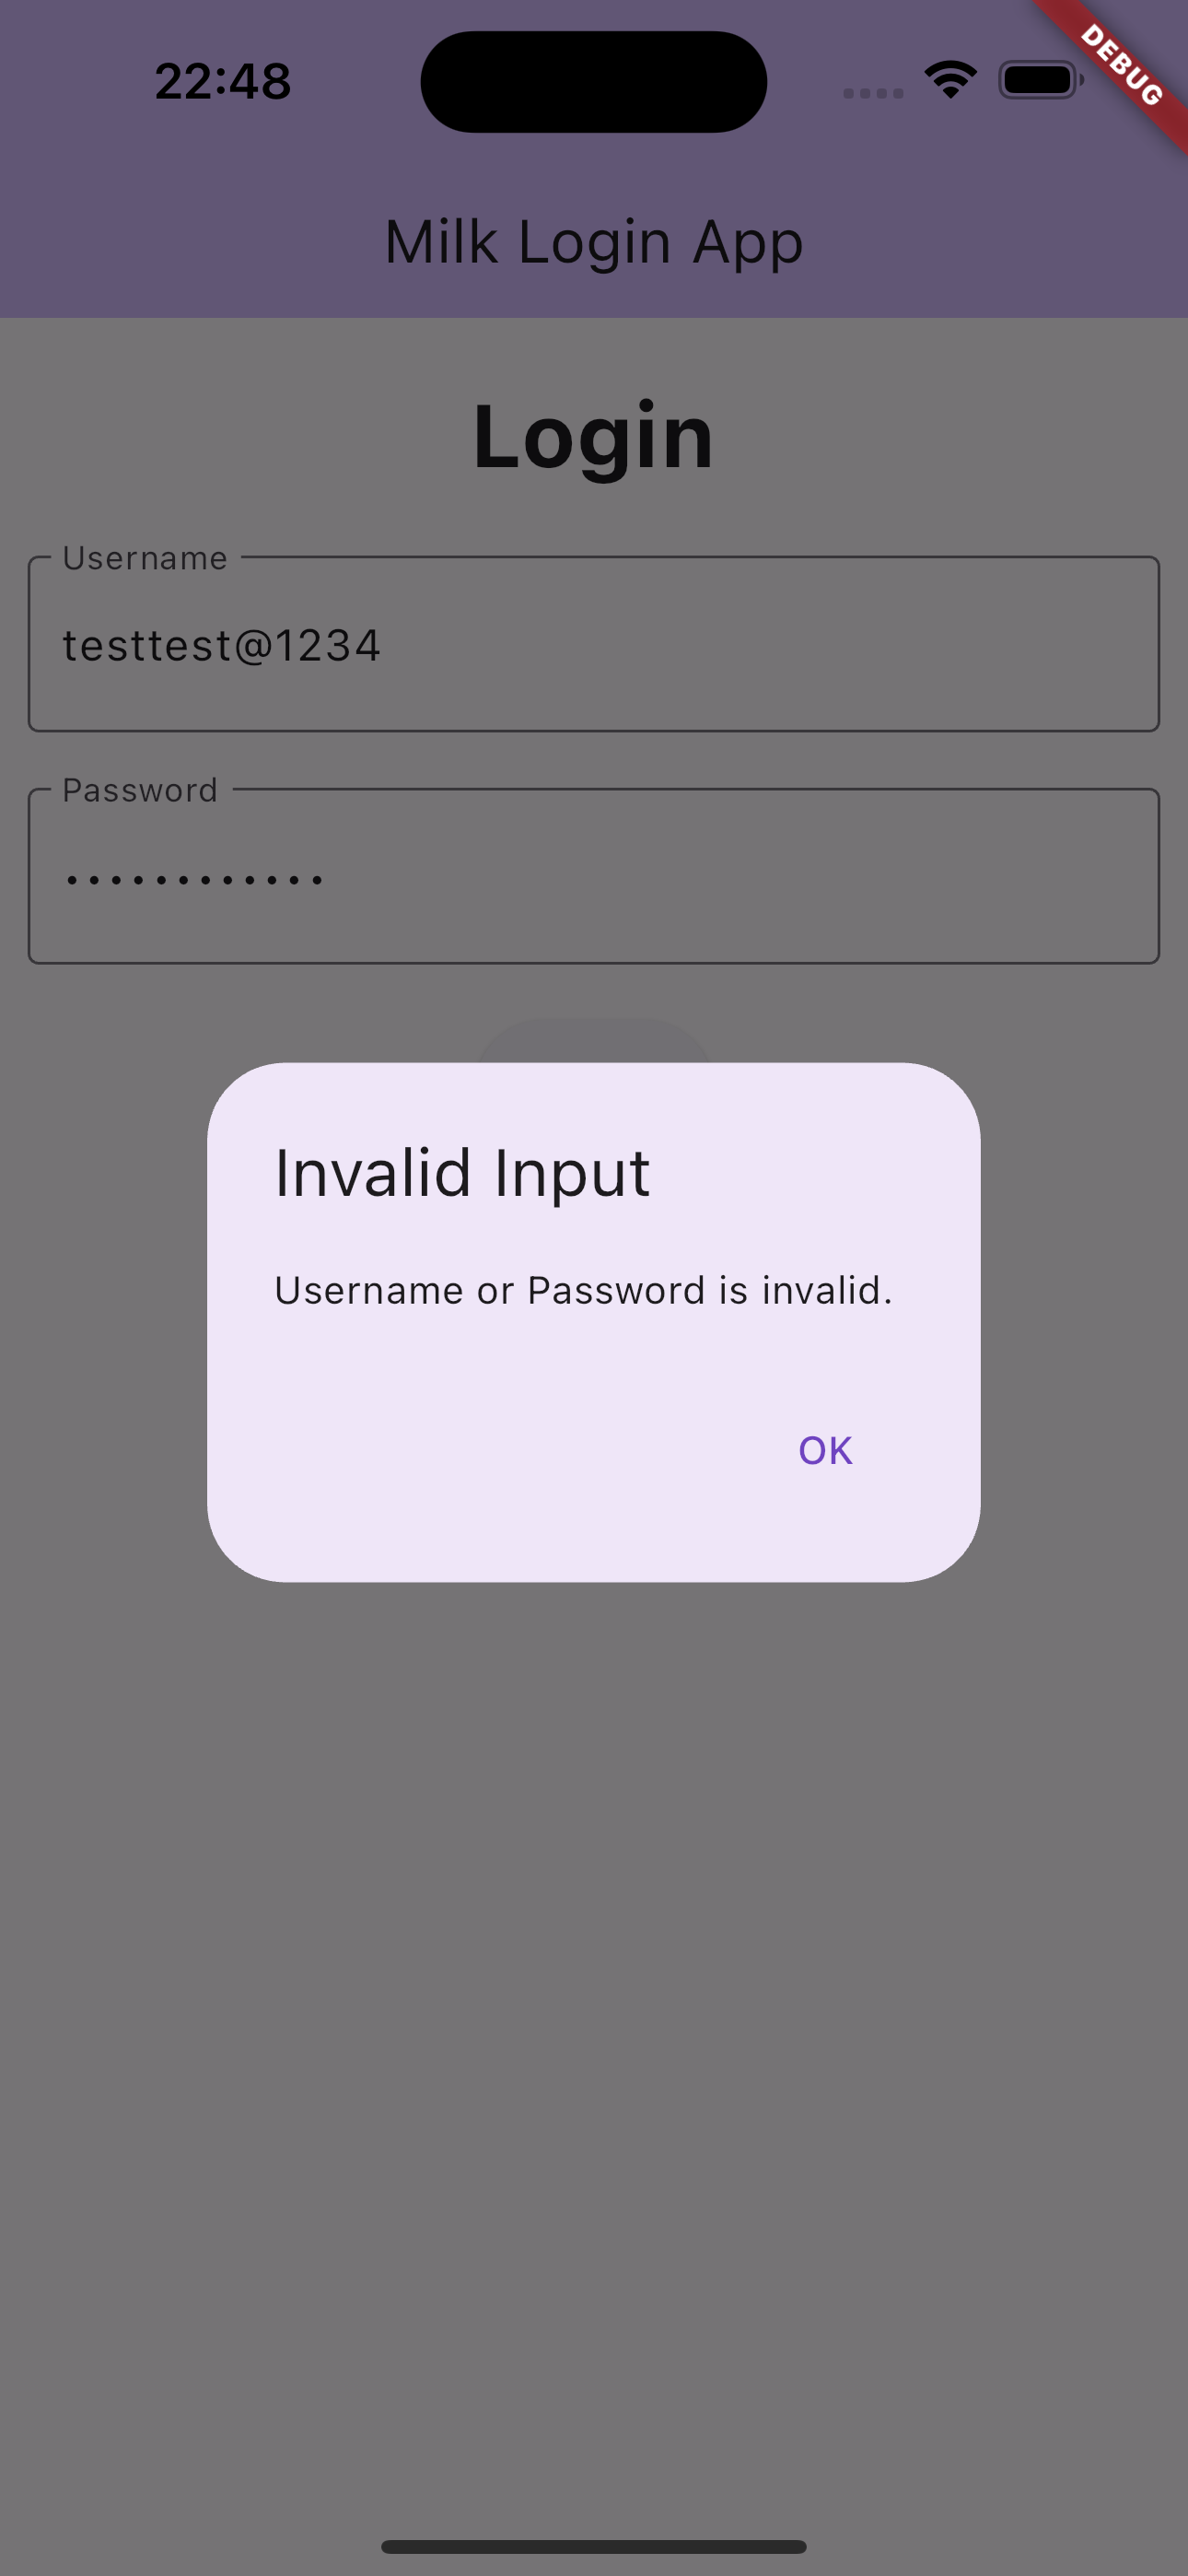 22:48
DEBUG
Milk Login App
Login
Username
testtest@1234
Password
••••••••••••
Invalid Input
Username or Password is invalid.
OK